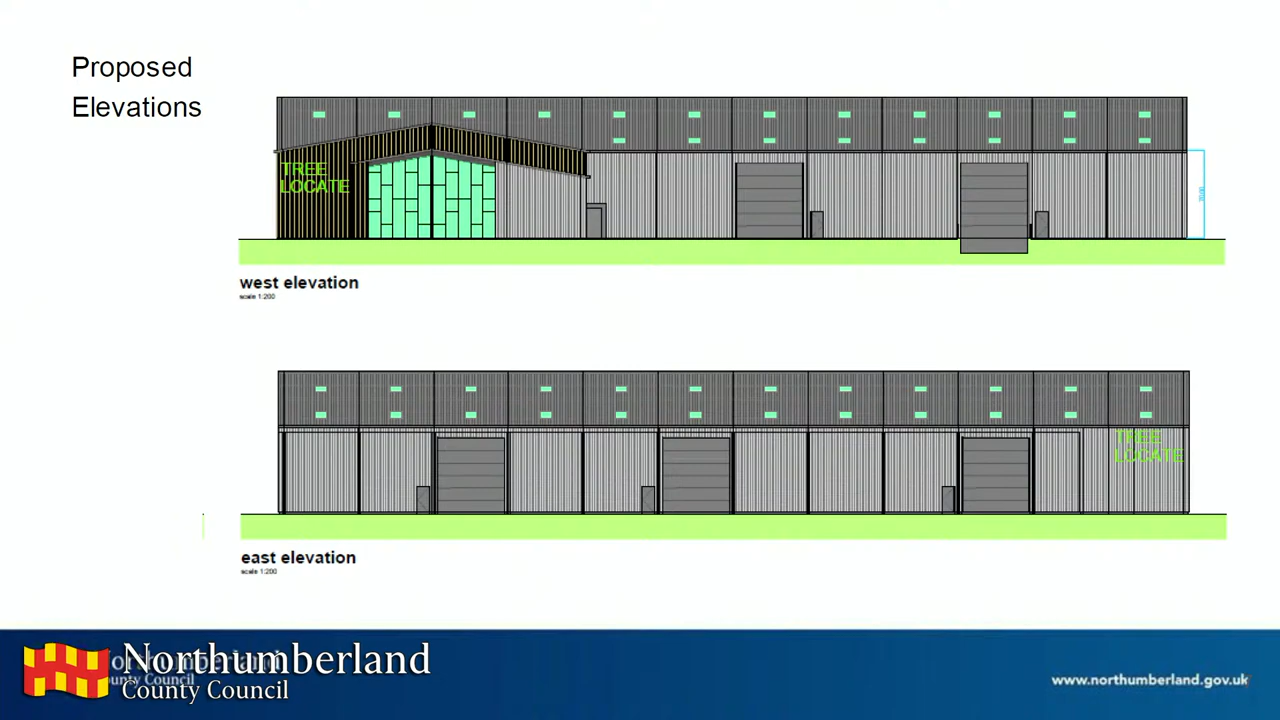 Proposed
Elevations
TREE
LOCATE
west elevation
scale 1:200
TREE
LOCATE
east elevation
scale 1:200
Northumberland
County Council
www.northumberland.gov.uk